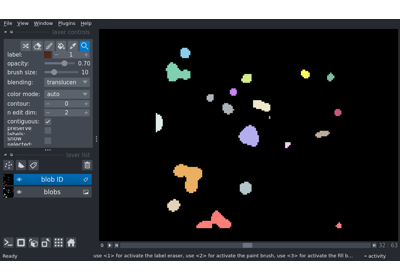 File View Window Plugins Help
layer controls
label: 1
opacity: 0.70
brush size: 10
blending: translucen
color mode: auto
contour: 0
n edit dim: 2
contiguous:
preserve
labels:
show
selected:
layer list
blob ID
blobs
32 63
Ready
use <1> for activate the label eraser, use <2> for activate the paint brush, use <3> for activate the fill b...
activity